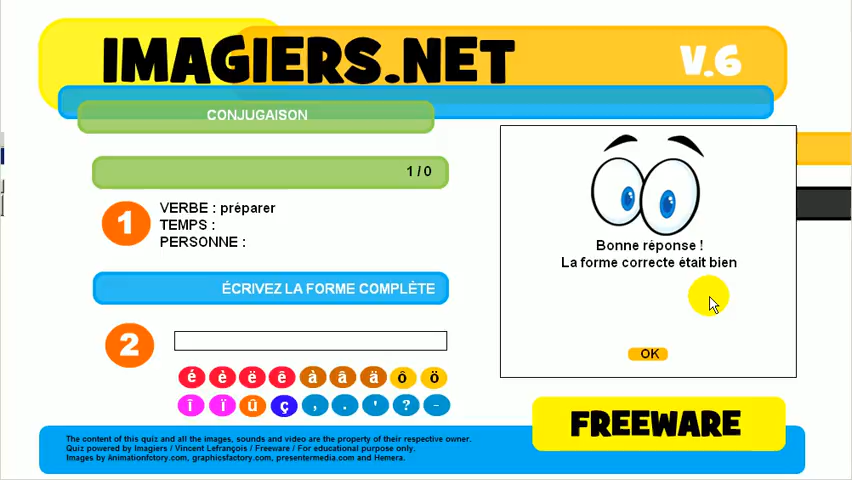 IMAGIERS.NET
V.6
CONJUGAISON
1 / 0
1
VERBE : préparer
TEMPS :
PERSONNE :
Bonne réponse !
La forme correcte était bien
OK
ÉCRIVEZ LA FORME COMPLÈTE
2
é è ë ê à â ä ô ö
î ï û ç , . ' ? -
FREEWARE
The content of this quiz and all the images, sounds and video are the property of their respective owner.
Quiz powered by Imagiers / Vincent Lefrançois / Freeware / For educational purpose only.
Images by Animationfctory.com, graphicsfactory.com, presentermedia.com and Hemera.